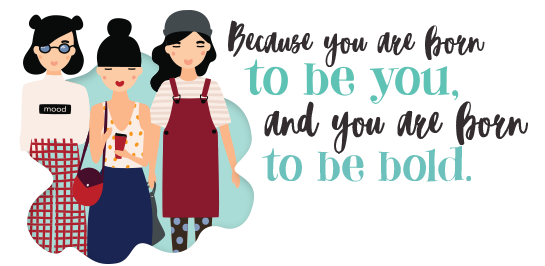 mood
Because you are born
to be you,
and you are born
to be bold.